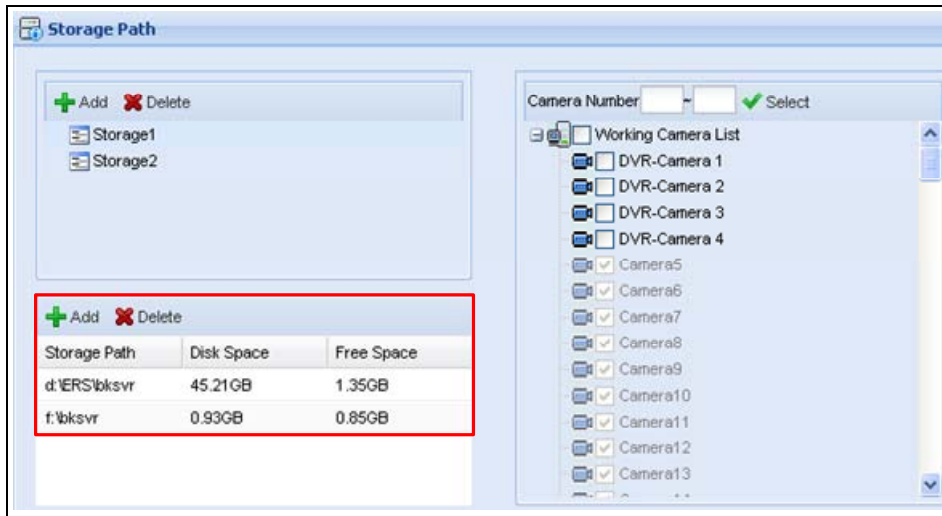 Storage Path
Add Delete
Storage1
Storage2
Camera Number ~ Select
Working Camera List
DVR-Camera 1
DVR-Camera 2
DVR-Camera 3
DVR-Camera 4
Camera5
Camera6
Camera7
Camera8
Camera9
Camera10
Camera11
Camera12
Camera13
Add Delete
Storage Path Disk Space Free Space
d:\ERS\bksvr 45.21GB 1.35GB
f:\bksvr 0.93GB 0.85GB